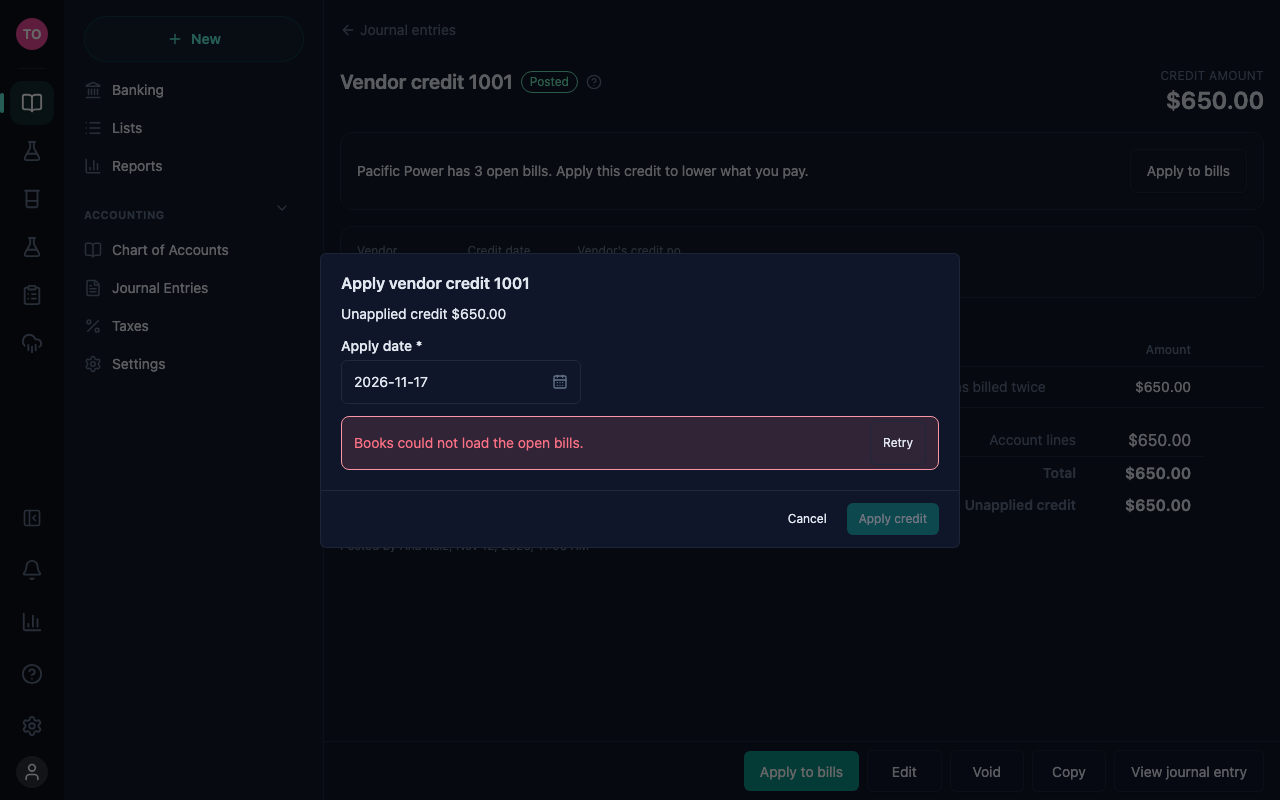 TO
New
Banking
Lists
Reports
ACCOUNTING
Chart of Accounts
Journal Entries
Taxes
Settings
Journal entries
Vendor credit 1001
Posted
CREDIT AMOUNT
$650.00
Pacific Power has 3 open bills. Apply this credit to lower what you pay.
Apply to bills
Vendor Credit date Vendor's credit no
Apply vendor credit 1001
Unapplied credit $650.00
Apply date *
2026-11-17
Books could not load the open bills.
Retry
Cancel
Apply credit
Amount
billed twice $650.00
Account lines $650.00
Total $650.00
Unapplied credit $650.00
Apply to bills
Edit
Void
Copy
View journal entry